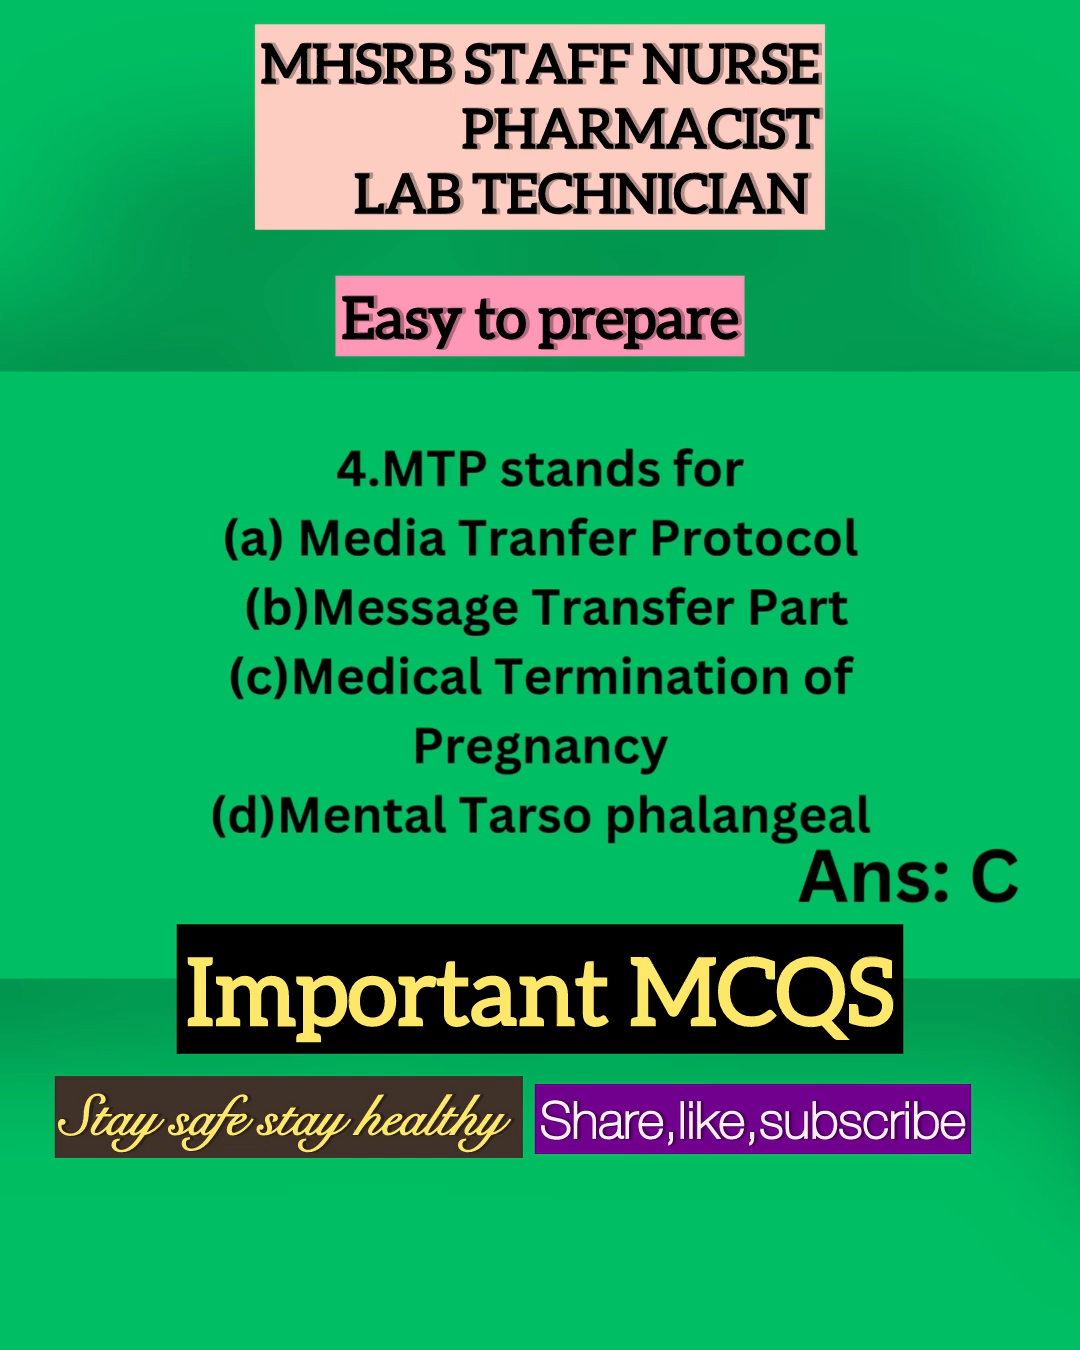 MHSRB STAFF NURSE
PHARMACIST
LAB TECHNICIAN
Easy to prepare
4.MTP stands for
(a) Media Tranfer Protocol
(b)Message Transfer Part
(c)Medical Termination of
Pregnancy
(d)Mental Tarso phalangeal
Ans: C
Important MCQS
Stay safe stay healthy
Share,like,subscribe